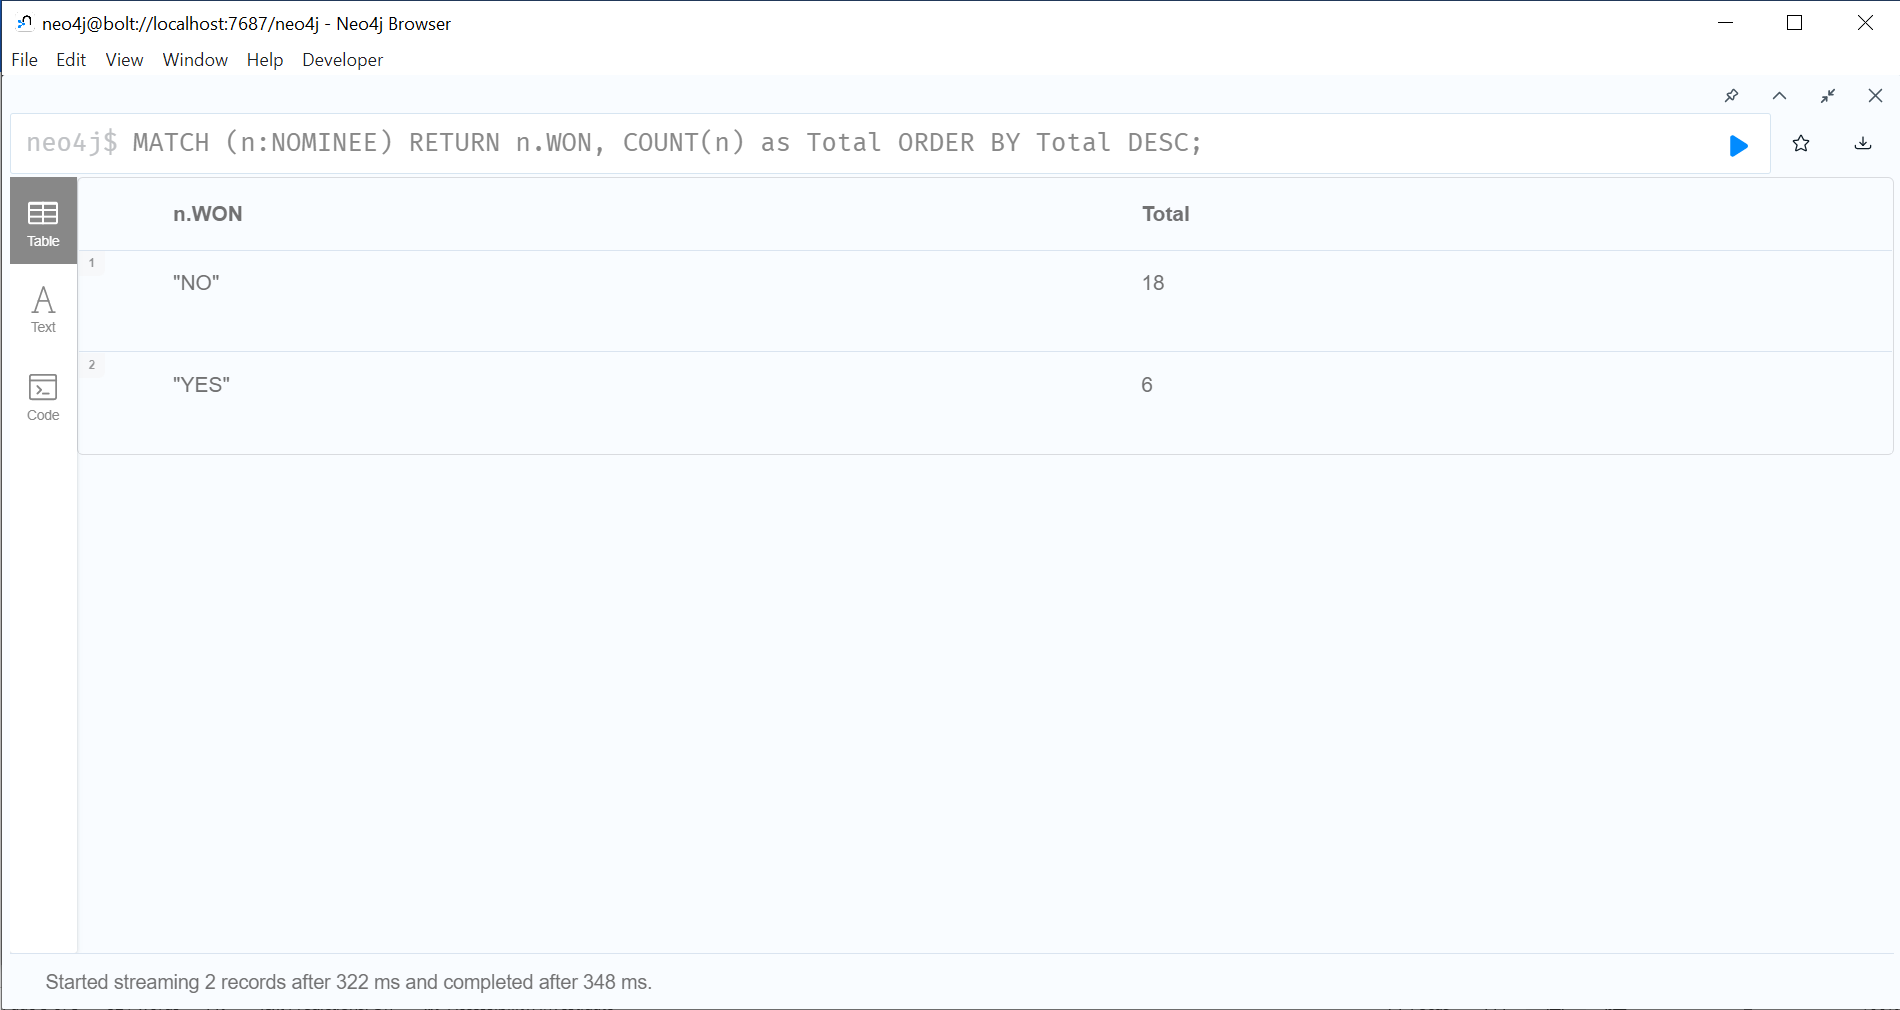 neo4j@bolt://localhost:7687/neo4j - Neo4j Browser
File Edit View Window Help Developer
neo4j$ MATCH (n:NOMINEE) RETURN n.WON, COUNT(n) as Total ORDER BY Total DESC;
n.WON Total
1 "NO" 18
2 "YES" 6
Table
Text
Code
Started streaming 2 records after 322 ms and completed after 348 ms.